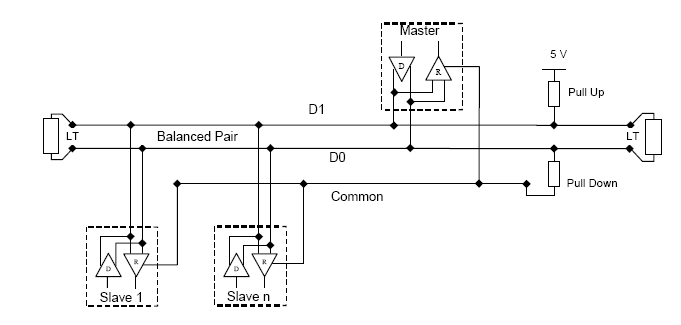 Master
D
R
5 V
Pull Up
D1
LT
Balanced Pair
LT
D0
Pull Down
Common
D
R
Slave 1
D
R
Slave n